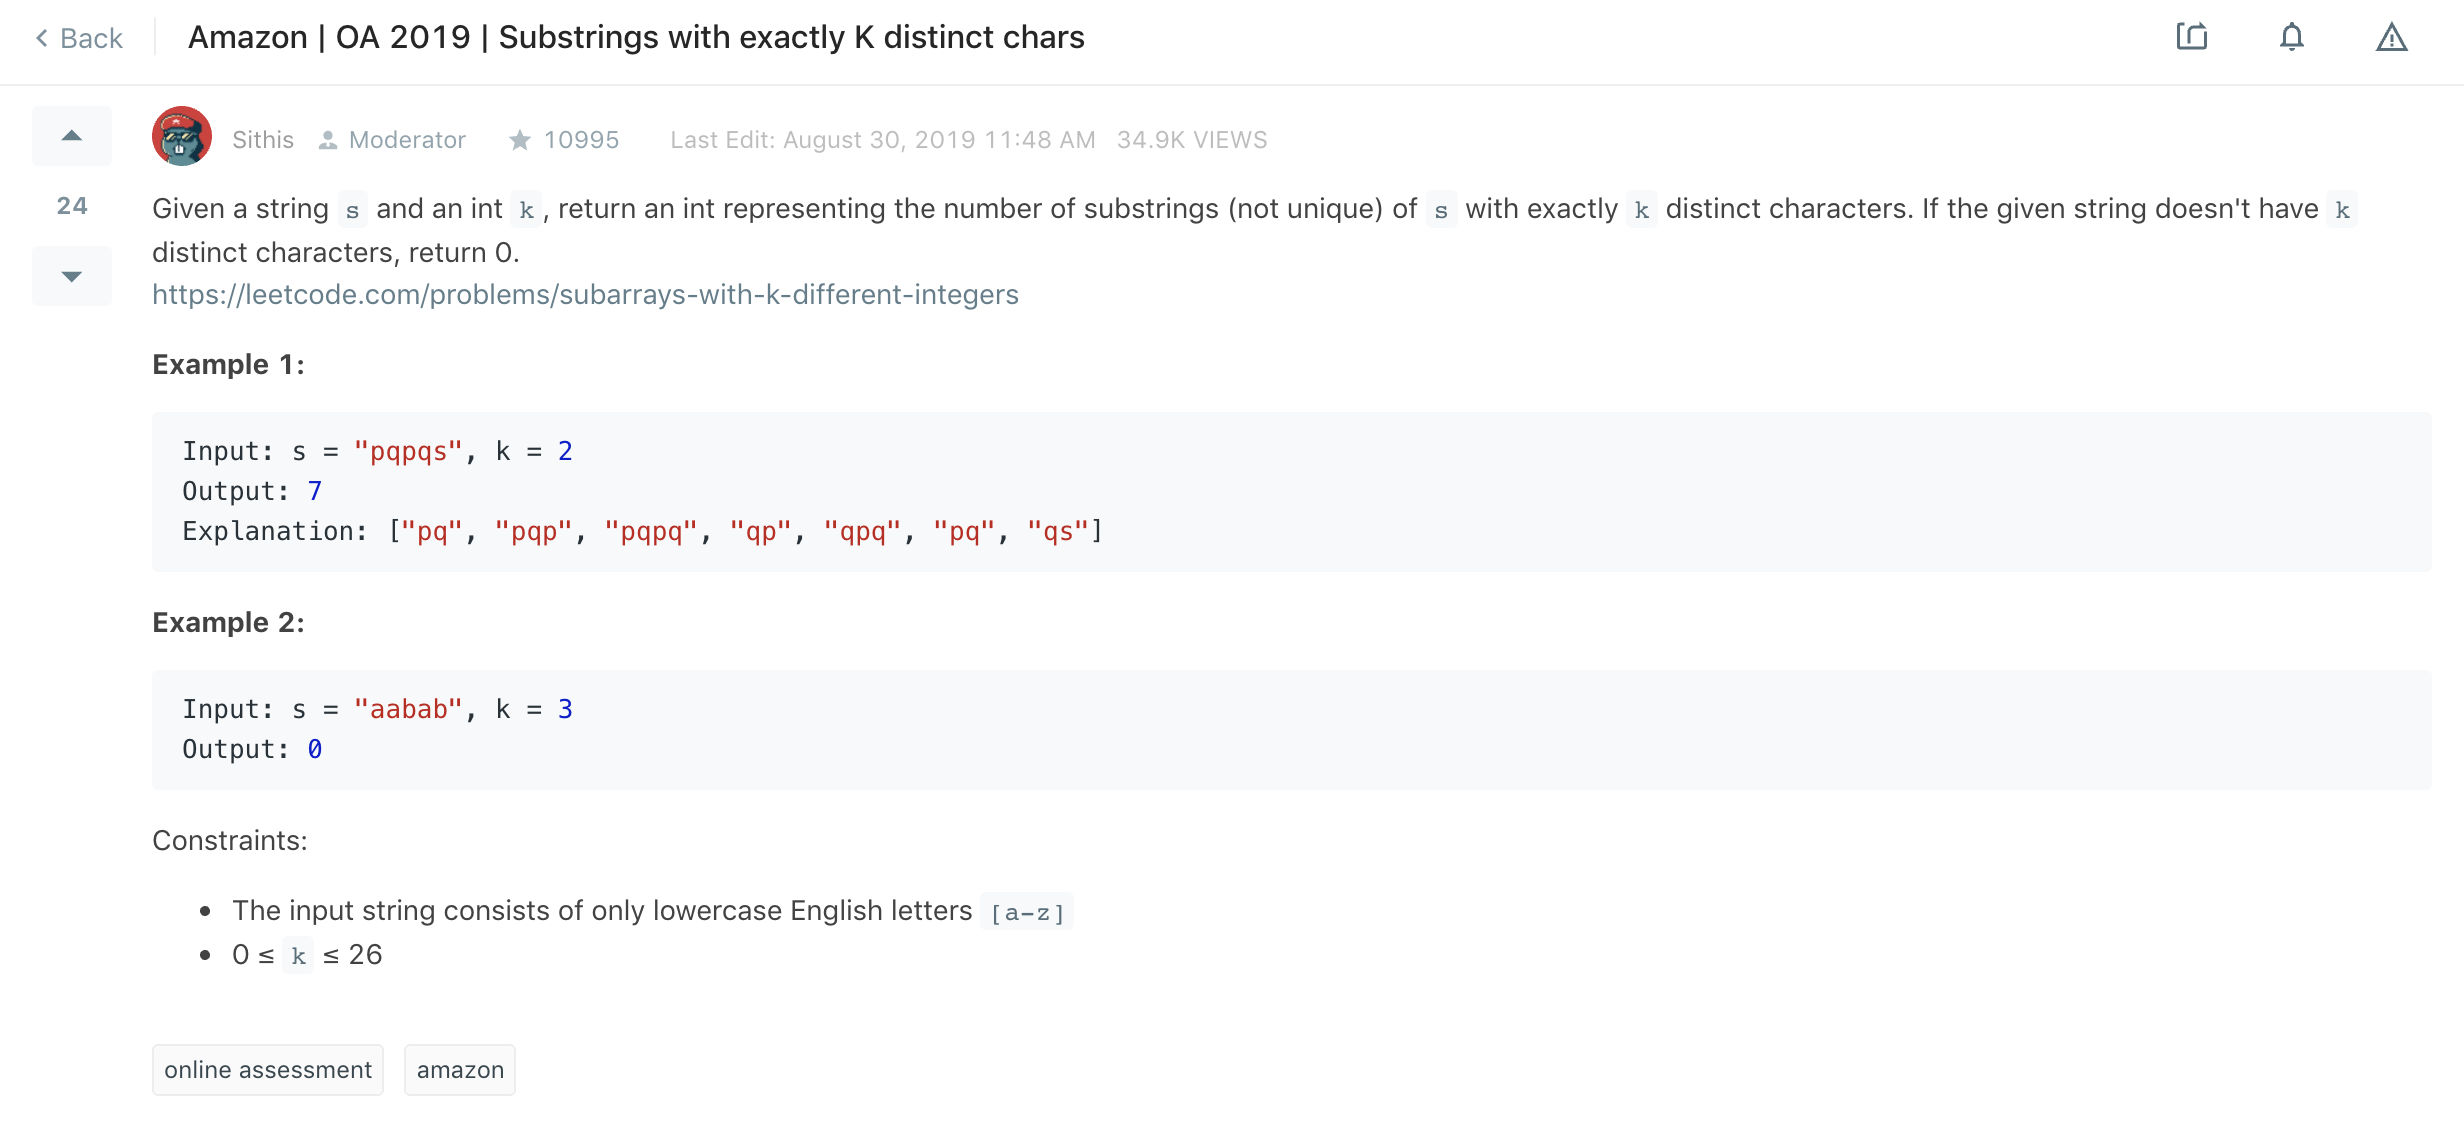 Back
Amazon | OA 2019 | Substrings with exactly K distinct chars
24
Sithis Moderator 10995 Last Edit: August 30, 2019 11:48 AM 34.9K VIEWS
Given a string s and an int k, return an int representing the number of substrings (not unique) of s with exactly k distinct characters. If the given string doesn't have k
distinct characters, return 0.
https://leetcode.com/problems/subarrays-with-k-different-integers
Example 1:
Input: s = "pqpqs", k = 2
Output: 7
Explanation: ["pq", "pqp", "pqpq", "qp", "qpq", "pq", "qs"]
Example 2:
Input: s = "aabab", k = 3
Output: 0
Constraints:
• The input string consists of only lowercase English letters [a-z]
• 0 ≤ k ≤ 26
online assessment amazon